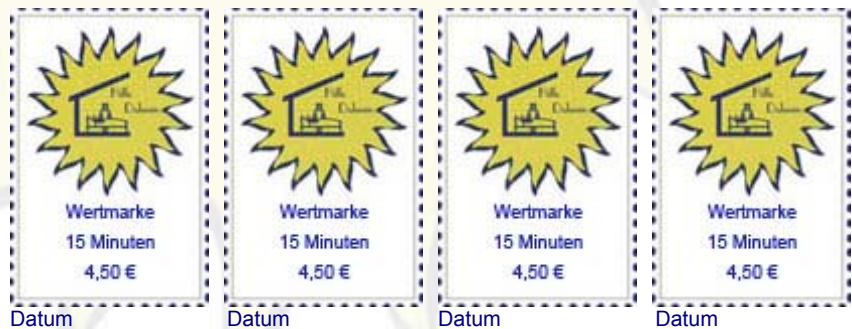 Wertmarke Wertmarke Wertmarke Wertmarke
15 Minuten 15 Minuten 15 Minuten 15 Minuten
4,50 € 4,50 € 4,50 € 4,50 €
Datum Datum Datum Datum